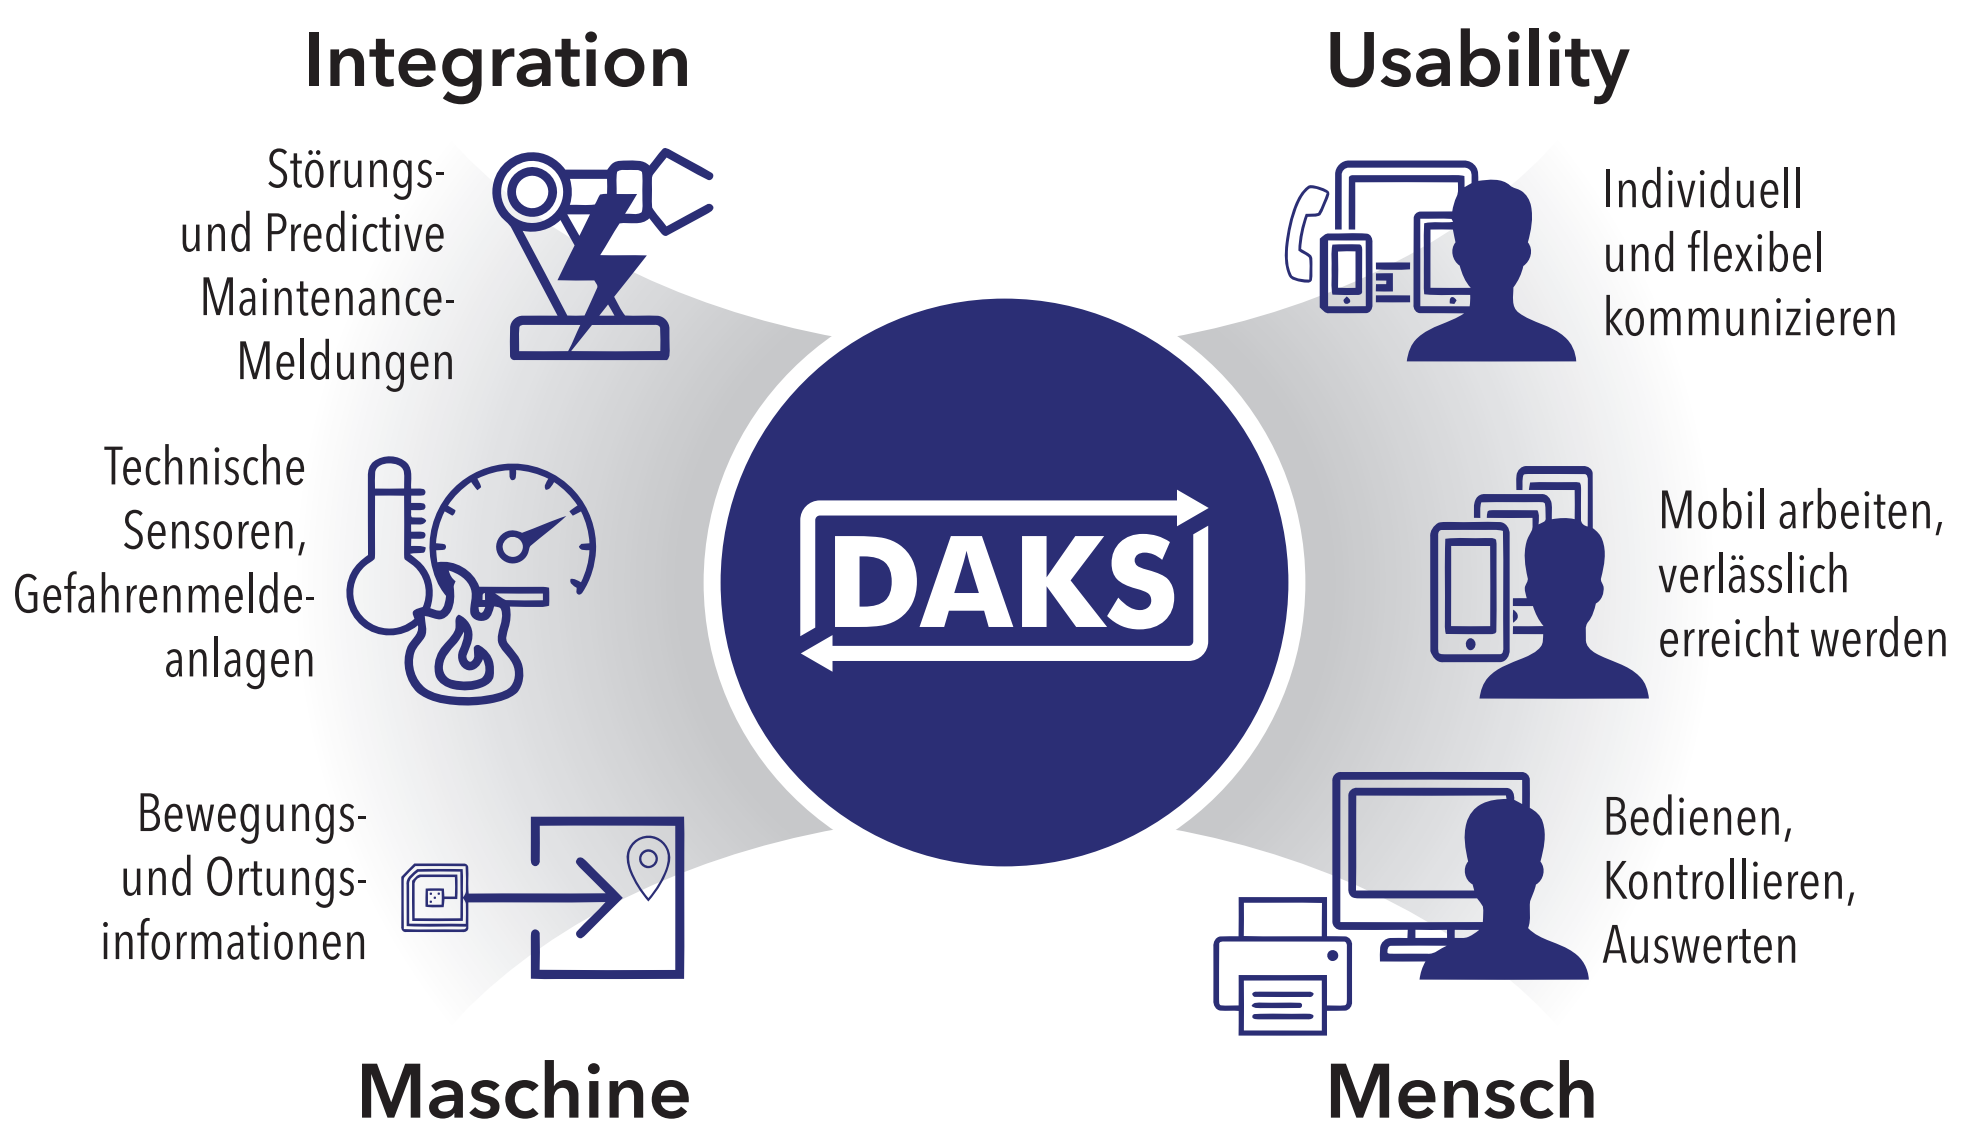 Integration
Störungs-
und Predictive
Maintenance-
Meldungen
Technische
Sensoren,
Gefahrenmelde-
anlagen
Bewegungs-
und Ortungs-
informationen
Maschine
DAKS
Usability
Individuell
und flexibel
kommunizieren
Mobil arbeiten,
verlässlich
erreicht werden
Bedienen,
Kontrollieren,
Auswerten
Mensch